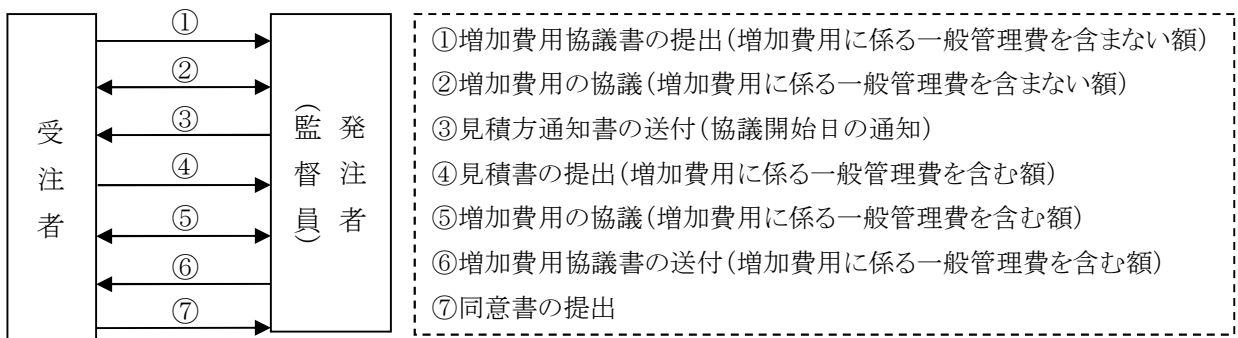 受注者
①
②
③
④
⑤
⑥
⑦
発注者
(監督員)
①増加費用協議書の提出(増加費用に係る一般管理費を含まない額)
②増加費用の協議(増加費用に係る一般管理費を含まない額)
③見積方通知書の送付(協議開始日の通知)
④見積書の提出(増加費用に係る一般管理費を含む額)
⑤増加費用の協議(増加費用に係る一般管理費を含む額)
⑥増加費用協議書の送付(増加費用に係る一般管理費を含む額)
⑦同意書の提出